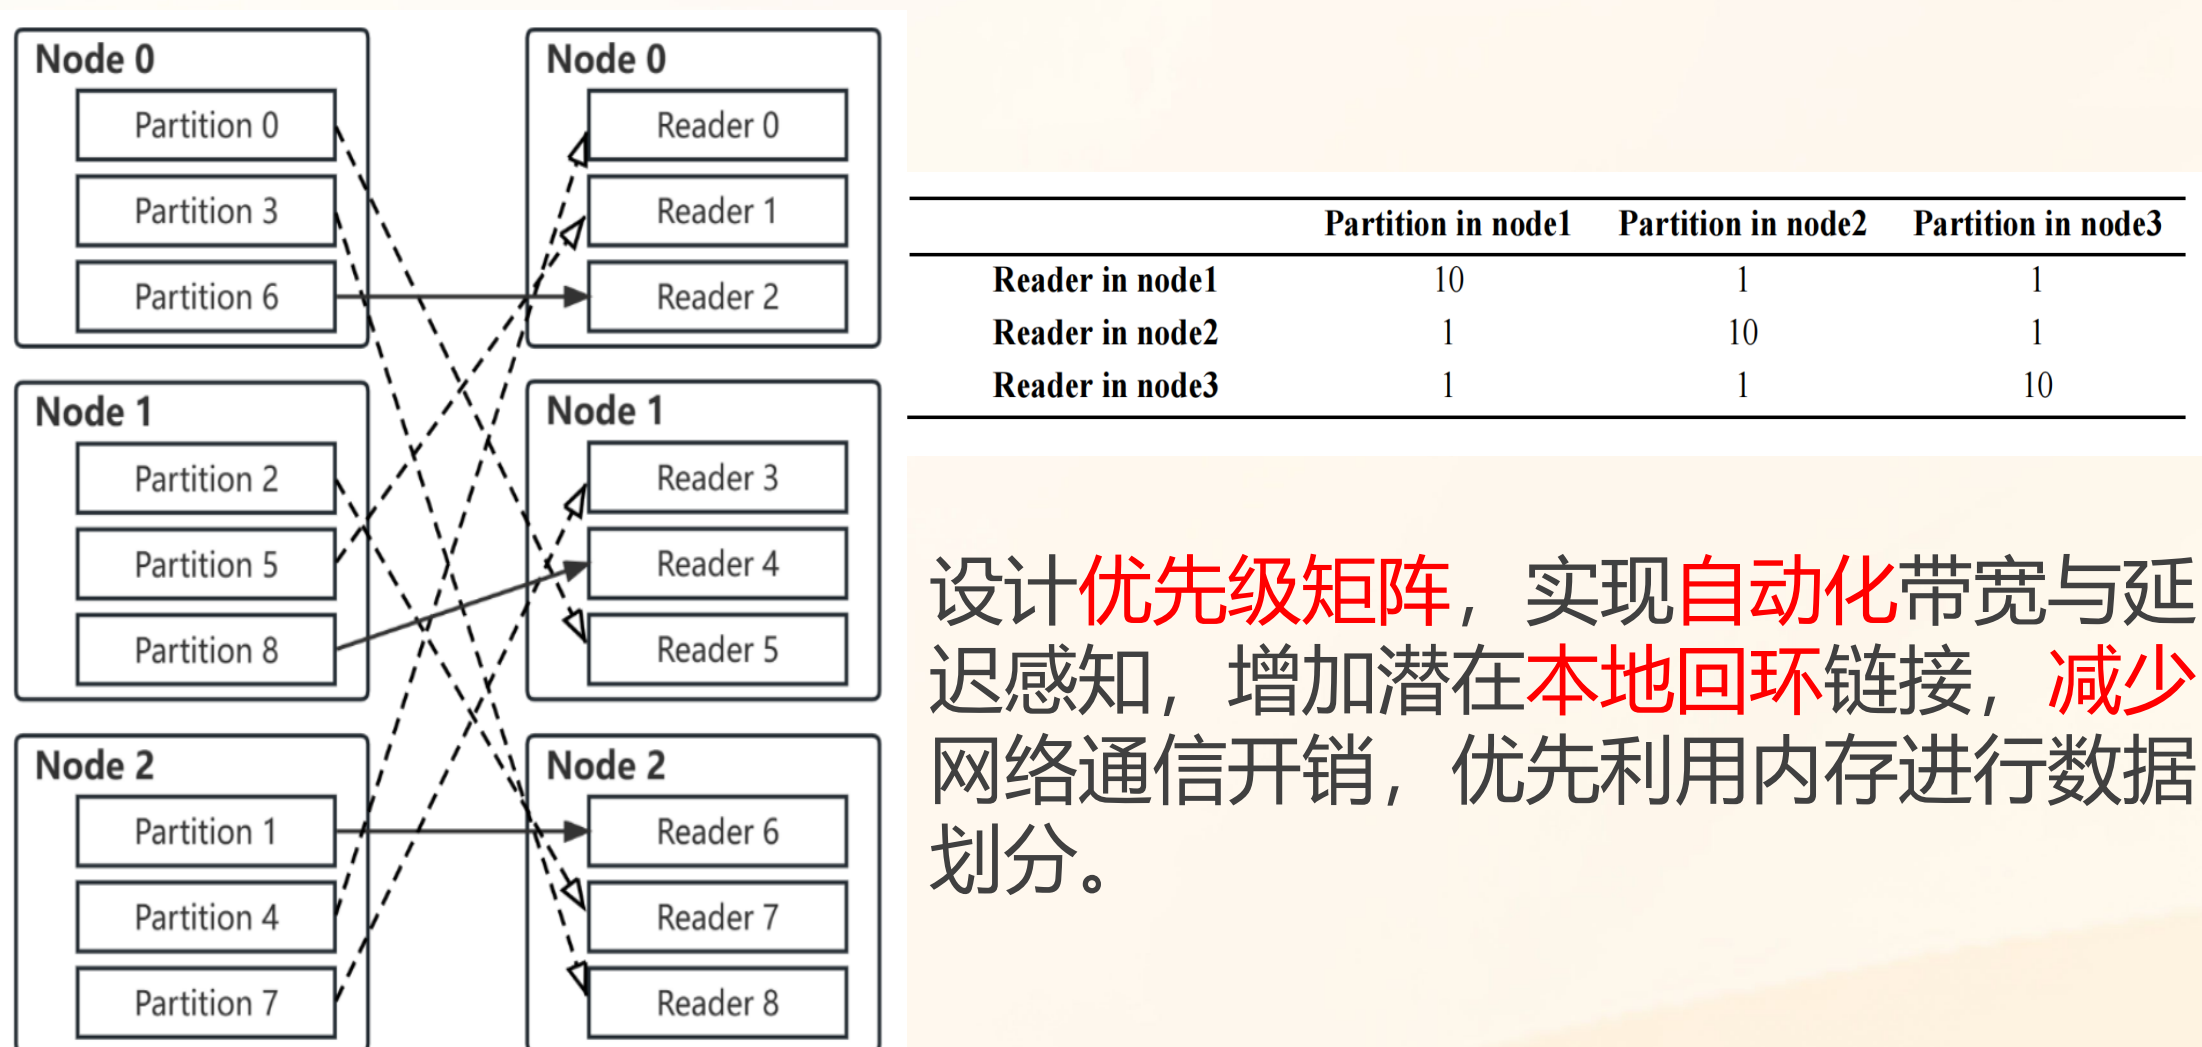 Node 0
Partition 0
Partition 3
Partition 6
Node 1
Partition 2
Partition 5
Partition 8
Node 2
Partition 1
Partition 4
Partition 7
Node 0
Reader 0
Reader 1
Reader 2
Node 1
Reader 3
Reader 4
Reader 5
Node 2
Reader 6
Reader 7
Reader 8
Partition in node1 Partition in node2 Partition in node3
Reader in node1 10 1 1
Reader in node2 1 10 1
Reader in node3 1 1 10
设计优先级矩阵，实现自动化带宽与延
迟感知，增加潜在本地回环链接，减少
网络通信开销，优先利用内存进行数据
划分。